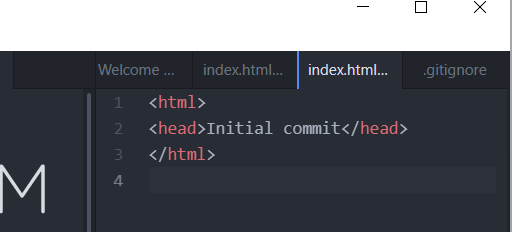 Welcome ...
index.html...
index.html...
.gitignore
1 <html>
2 <head>Initial commit</head>
3 </html>
4
M